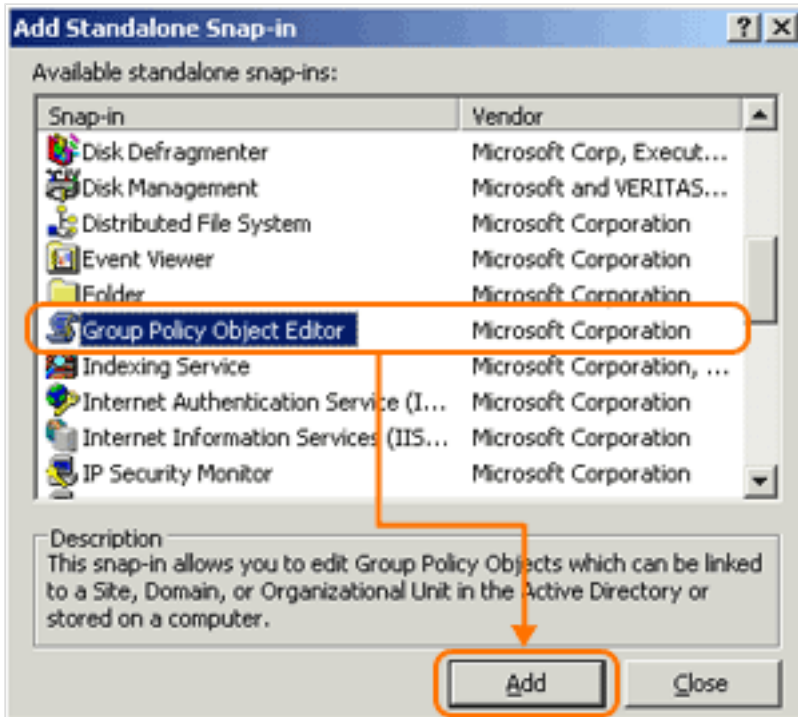 Add Standalone Snap-in
Available standalone snap-ins:
Snap-in Vendor
Disk Defragmenter Microsoft Corp, Execut...
Disk Management Microsoft and VERITAS...
Distributed File System Microsoft Corporation
Event Viewer Microsoft Corporation
Folder Microsoft Corporation
Group Policy Object Editor Microsoft Corporation
Indexing Service Microsoft Corporation, ...
Internet Authentication Service (I... Microsoft Corporation
Internet Information Services (IIS... Microsoft Corporation
IP Security Monitor Microsoft Corporation
Description
This snap-in allows you to edit Group Policy Objects which can be linked
to a Site, Domain, or Organizational Unit in the Active Directory or
stored on a computer.
Add Close